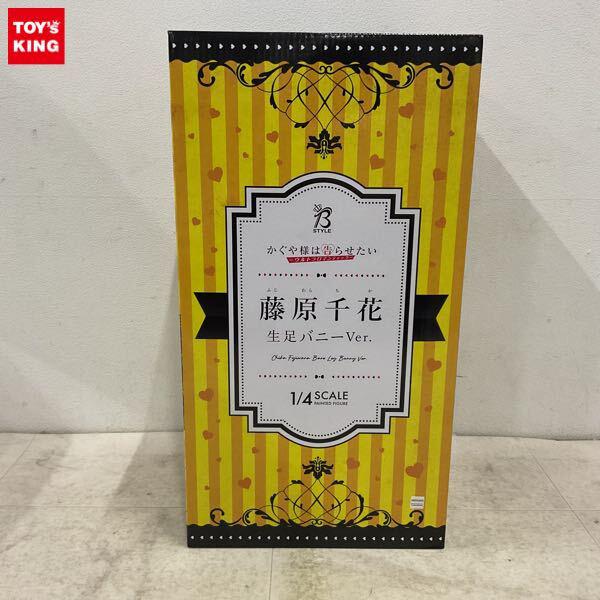 TOY's
KING
B
STYLE
かぐや様は告らせたい
-ウルトラロマンティック-
ふじ わら ち か
藤原千花
生足バニーVer.
Chika Fujiwara Bare Leg Bunny Ver.
1/4 SCALE
PAINTED FIGURE